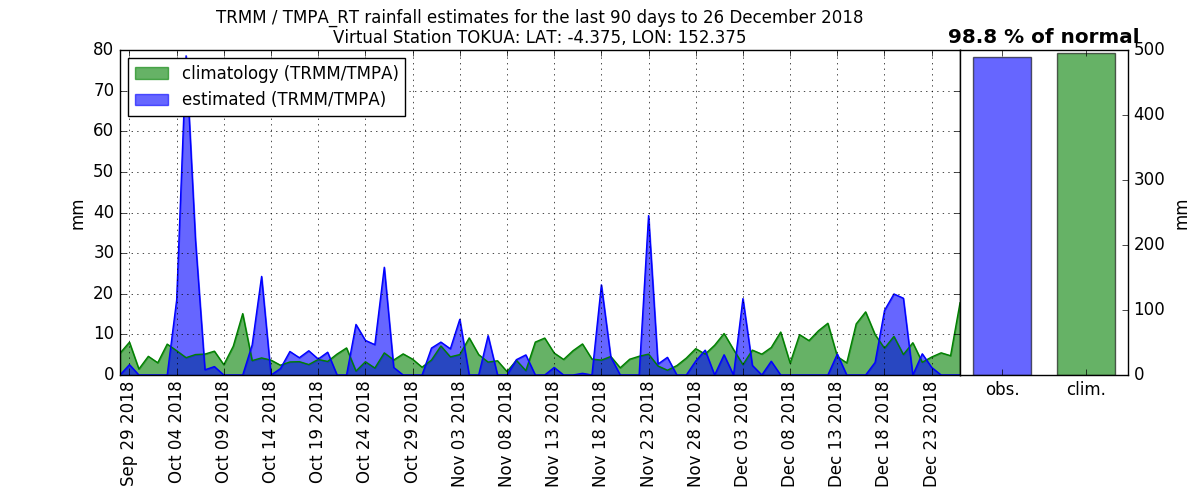 TRMM / TMPA_RT rainfall estimates for the last 90 days to 26 December 2018
Virtual Station TOKUA: LAT: -4.375, LON: 152.375
98.8 % of normal
climatology (TRMM/TMPA)
estimated (TRMM/TMPA)
mm
80
70
60
50
40
30
20
10
0
Sep 29 2018
Oct 04 2018
Oct 09 2018
Oct 14 2018
Oct 19 2018
Oct 24 2018
Oct 29 2018
Nov 03 2018
Nov 08 2018
Nov 13 2018
Nov 18 2018
Nov 23 2018
Nov 28 2018
Dec 03 2018
Dec 08 2018
Dec 13 2018
Dec 18 2018
Dec 23 2018
obs.
clim.
500
400
300
200
100
0
mm